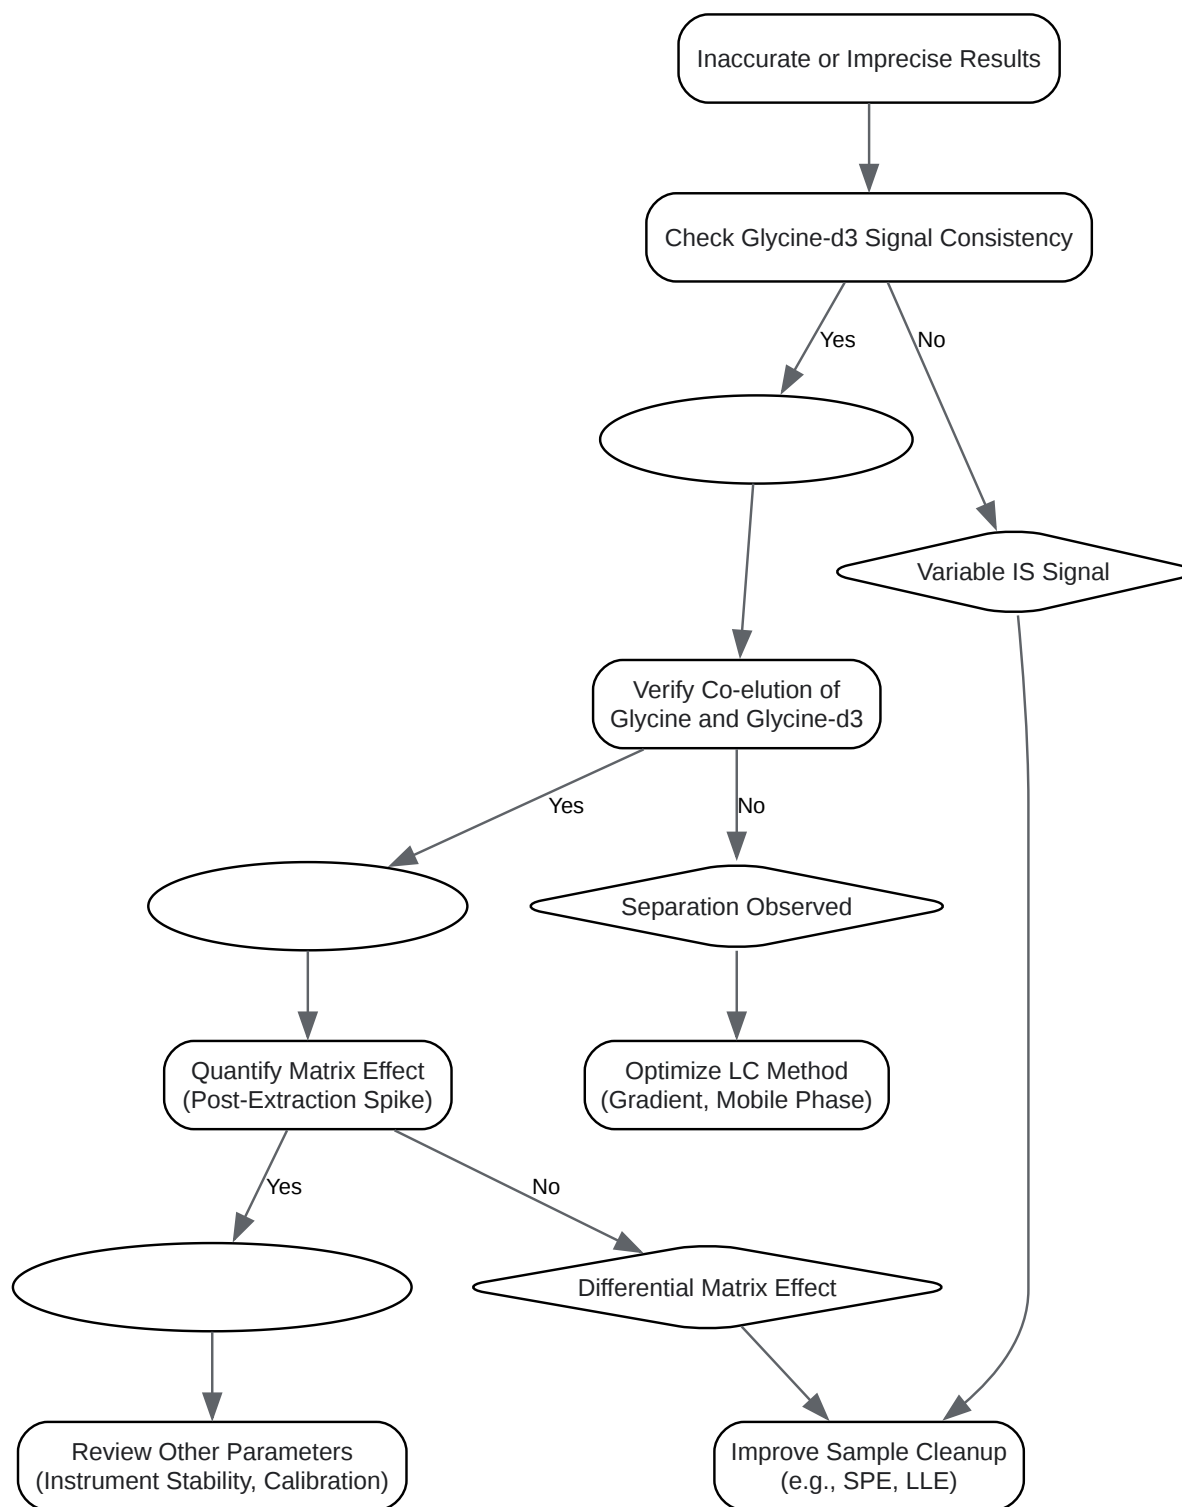 Inaccurate or Imprecise Results
Check Glycine-d3 Signal Consistency
Yes
No
Variable IS Signal
Verify Co-elution of
Glycine and Glycine-d3
Yes
No
Separation Observed
Quantify Matrix Effect
(Post-Extraction Spike)
Optimize LC Method
(Gradient, Mobile Phase)
Yes
No
Differential Matrix Effect
Review Other Parameters
(Instrument Stability, Calibration)
Improve Sample Cleanup
(e.g., SPE, LLE)